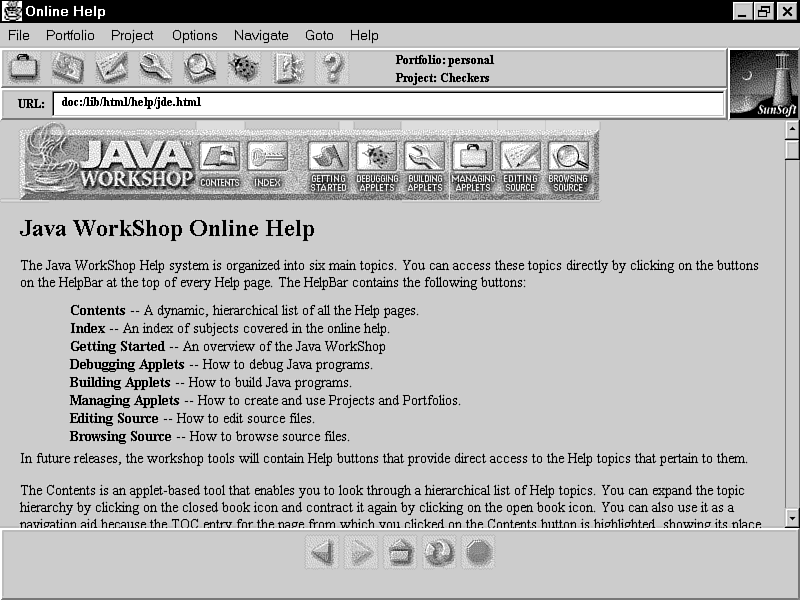 Online Help
File Portfolio Project Options Navigate Goto Help
Portfolio: personal
Project: Checkers
URL: doc:/lib/html/help/jde.html
SunSoft
JAVA WORKSHOP
CONTENTS INDEX GETTING STARTED DEBUGGING APPLETS BUILDING APPLETS MANAGING APPLETS EDITING SOURCE BROWSING SOURCE
Java WorkShop Online Help
The Java WorkShop Help system is organized into six main topics. You can access these topics directly by clicking on the buttons
on the HelpBar at the top of every Help page. The HelpBar contains the following buttons:
Contents -- A dynamic, hierarchical list of all the Help pages.
Index -- An index of subjects covered in the online help.
Getting Started -- An overview of the Java WorkShop
Debugging Applets -- How to debug Java programs.
Building Applets -- How to build Java programs.
Managing Applets -- How to create and use Projects and Portfolios.
Editing Source -- How to edit source files.
Browsing Source -- How to browse source files.
In future releases, the workshop tools will contain Help buttons that provide direct access to the Help topics that pertain to them.
The Contents is an applet-based tool that enables you to look through a hierarchical list of Help topics. You can expand the topic
hierarchy by clicking on the closed book icon and contract it again by clicking on the open book icon. You can also use it as a
navigation aid because the TOC entry for the page from which you clicked on the Contents button is highlighted, showing its place